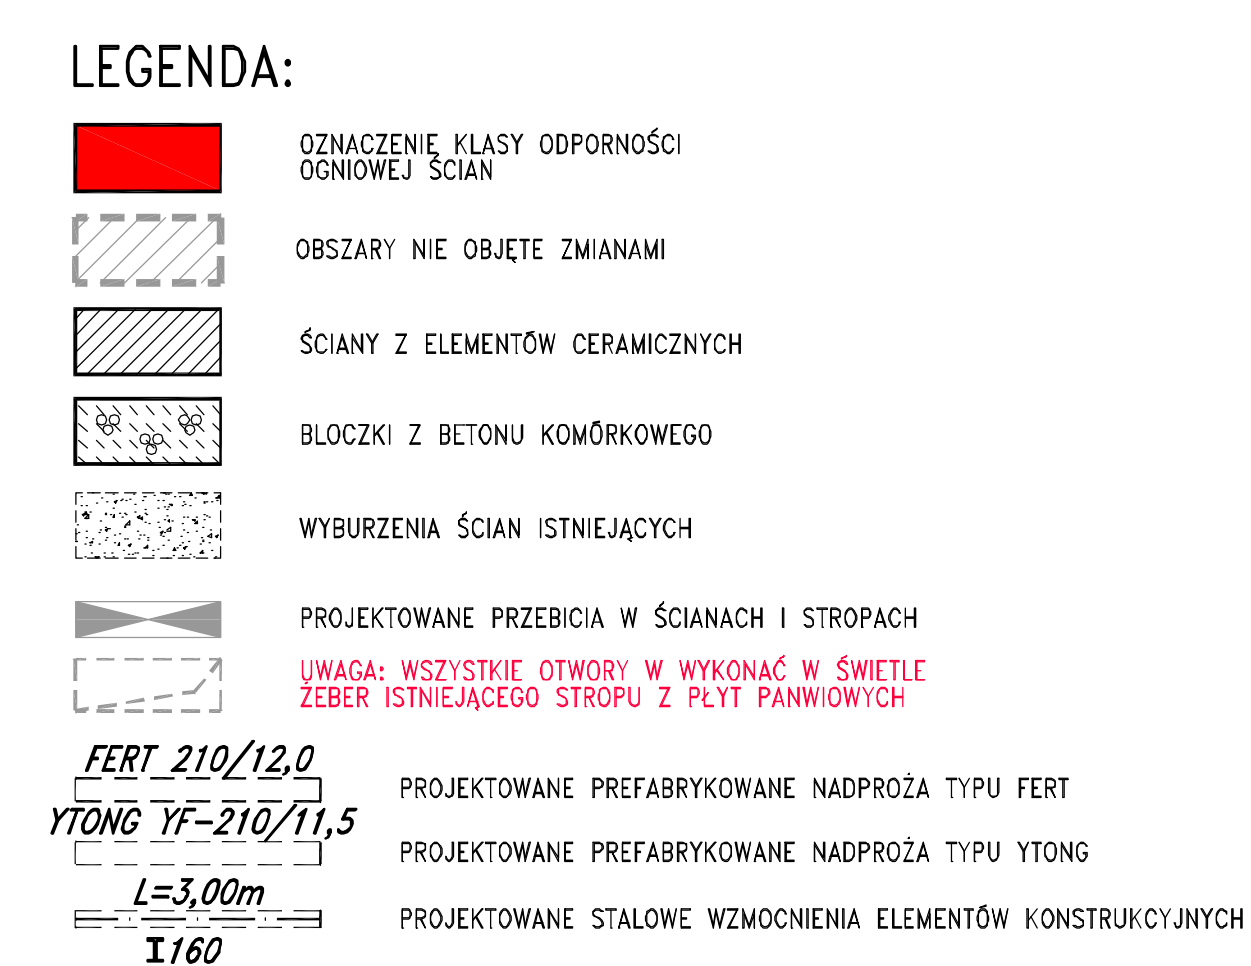 LEGENDA:
OZNACZENIE KLASY ODPORNOŚCI
OGNIOWEJ ŚCIAN
OBSZARY NIE OBJĘTE ZMIANAMI
ŚCIANY Z ELEMENTÓW CERAMICZNYCH
BLOCZKI Z BETONU KOMÓRKOWEGO
WYBURZENIA ŚCIAN ISTNIEJĄCYCH
PROJEKTOWANE PRZEBICIA W ŚCIANACH I STROPACH
UWAGA: WSZYSTKIE OTWORY W WYKONAĆ W ŚWIETLE
ŻEBER ISTNIEJĄCEGO STROPU Z PŁYT PANWIOWYCH
FERT 210/12,0
PROJEKTOWANE PREFABRYKOWANE NADPROŻA TYPU FERT
YTONG YF-210/11,5
PROJEKTOWANE PREFABRYKOWANE NADPROŻA TYPU YTONG
L=3,00m
PROJEKTOWANE STALOWE WZMOCNIENIA ELEMENTÓW KONSTRUKCYJNYCH
I160